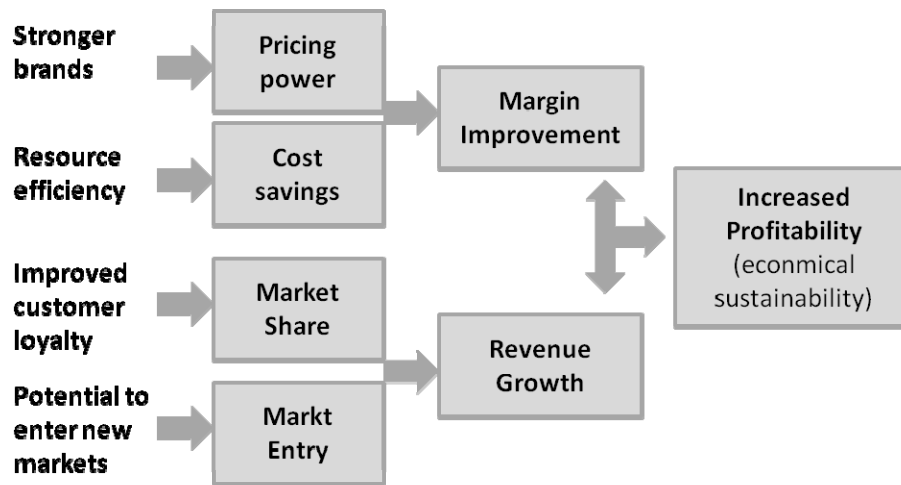 Stronger
brands
Pricing
power
Resource
efficiency
Cost
savings
Margin
Improvement
Improved
customer
loyalty
Market
Share
Potential to
enter new
markets
Markt
Entry
Revenue
Growth
Increased
Profitability
(econmical
sustainability)